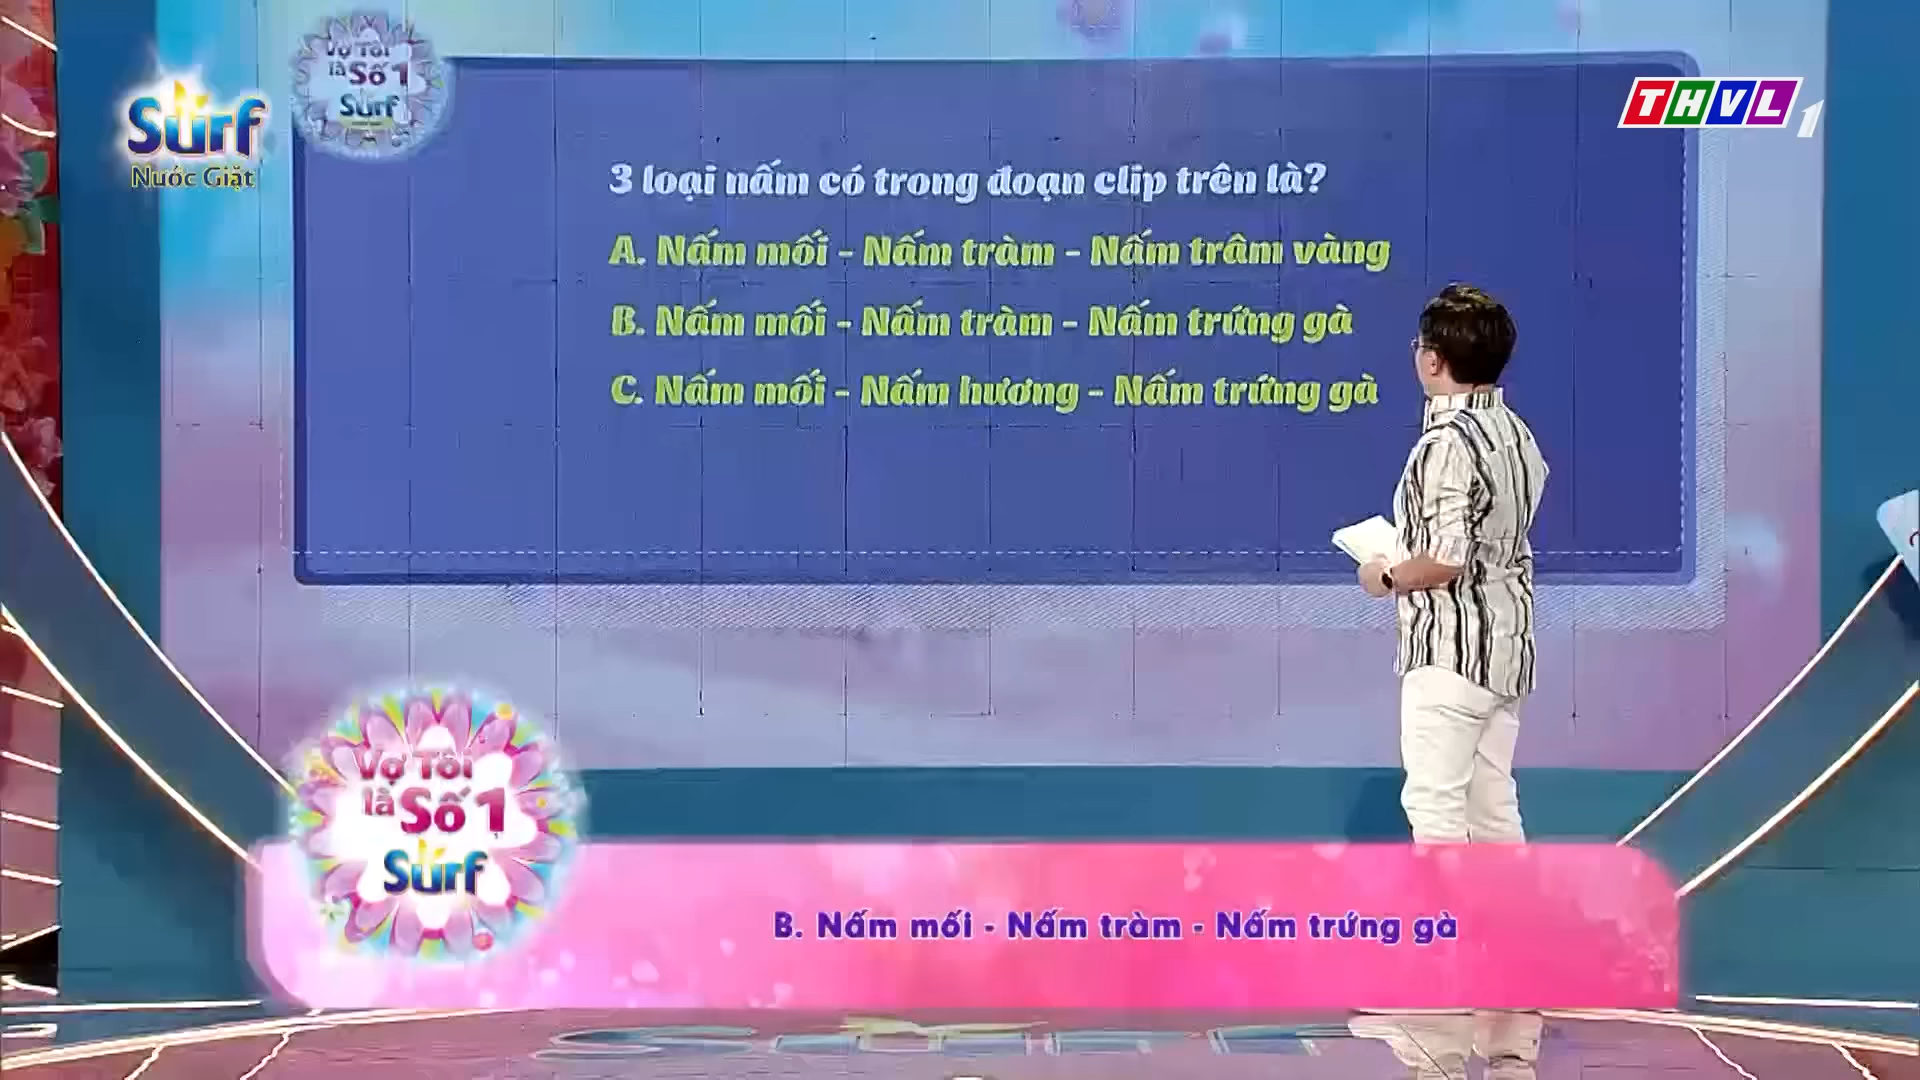 Surf
Nước Giặt
Vợ Tôi
là Số 1
Surf
THVL 1
3 loại nấm có trong đoạn clip trên là?
A. Nấm mối - Nấm tràm - Nấm trâm vàng
B. Nấm mối - Nấm tràm - Nấm trứng gà
C. Nấm mối - Nấm hương - Nấm trứng gà
Vợ Tôi
là Số 1
Surf
B. Nấm mối - Nấm tràm - Nấm trứng gà